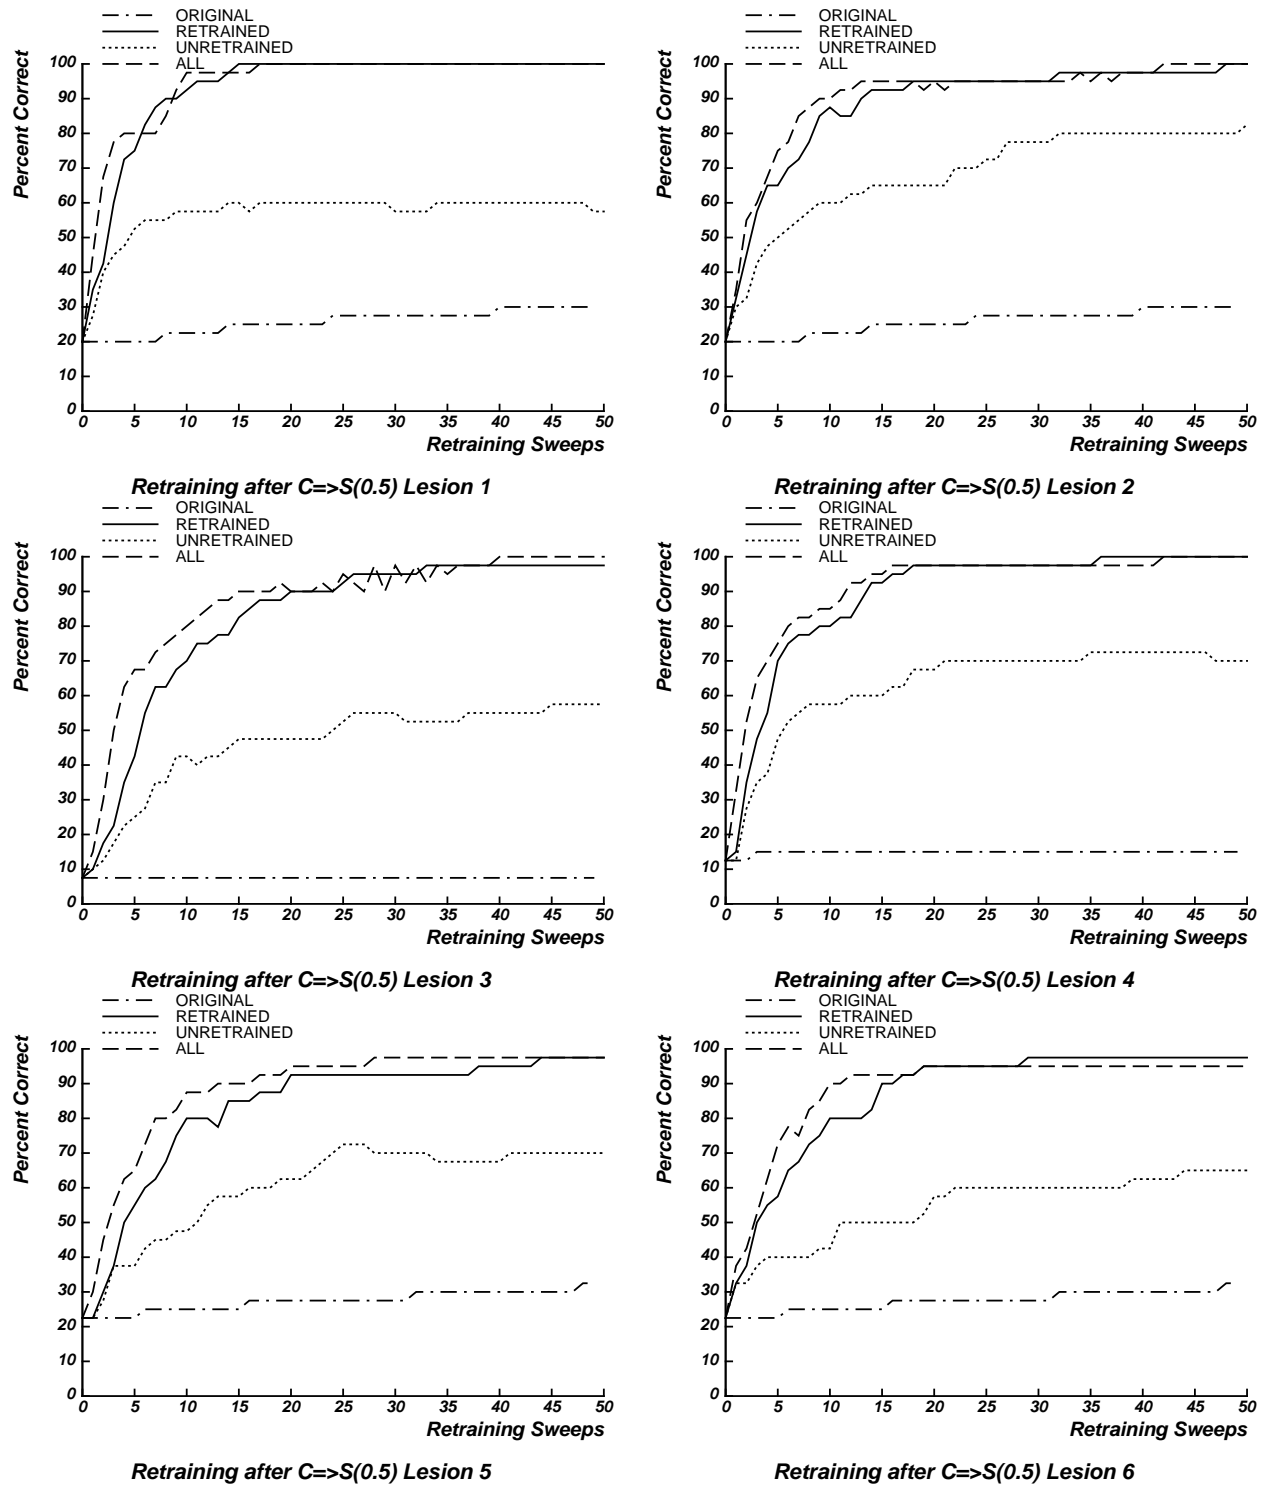 ORIGINAL
RETRAINED
UNRETRAINED
ALL
Percent Correct
100
90
80
70
60
50
40
30
20
10
0
0 5 10 15 20 25 30 35 40 45 50
Retraining Sweeps
Retraining after C=>S(0.5) Lesion 1
ORIGINAL
RETRAINED
UNRETRAINED
ALL
Percent Correct
100
90
80
70
60
50
40
30
20
10
0
0 5 10 15 20 25 30 35 40 45 50
Retraining Sweeps
Retraining after C=>S(0.5) Lesion 2
ORIGINAL
RETRAINED
UNRETRAINED
ALL
Percent Correct
100
90
80
70
60
50
40
30
20
10
0
0 5 10 15 20 25 30 35 40 45 50
Retraining Sweeps
Retraining after C=>S(0.5) Lesion 3
ORIGINAL
RETRAINED
UNRETRAINED
ALL
Percent Correct
100
90
80
70
60
50
40
30
20
10
0
0 5 10 15 20 25 30 35 40 45 50
Retraining Sweeps
Retraining after C=>S(0.5) Lesion 4
ORIGINAL
RETRAINED
UNRETRAINED
ALL
Percent Correct
100
90
80
70
60
50
40
30
20
10
0
0 5 10 15 20 25 30 35 40 45 50
Retraining Sweeps
Retraining after C=>S(0.5) Lesion 5
ORIGINAL
RETRAINED
UNRETRAINED
ALL
Percent Correct
100
90
80
70
60
50
40
30
20
10
0
0 5 10 15 20 25 30 35 40 45 50
Retraining Sweeps
Retraining after C=>S(0.5) Lesion 6